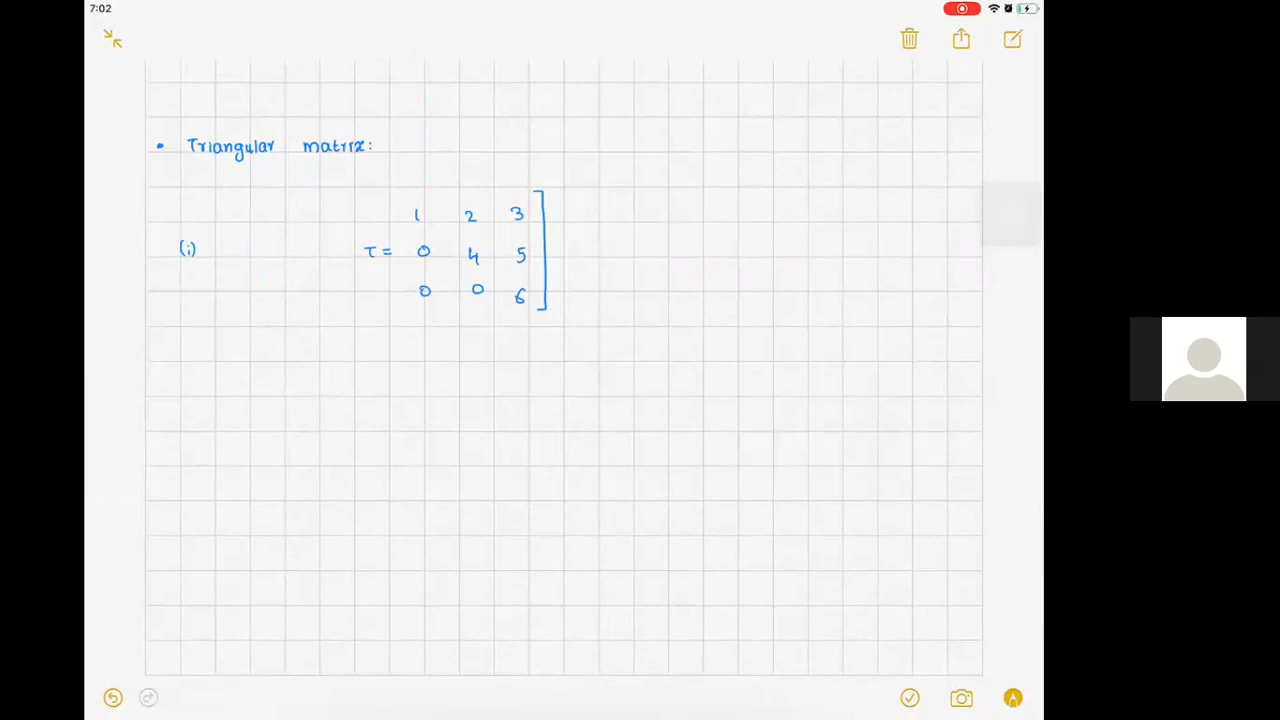 7:02
• Triangular matrix:
1 2 3 ]
(i) T = 0 4 5
0 0 6